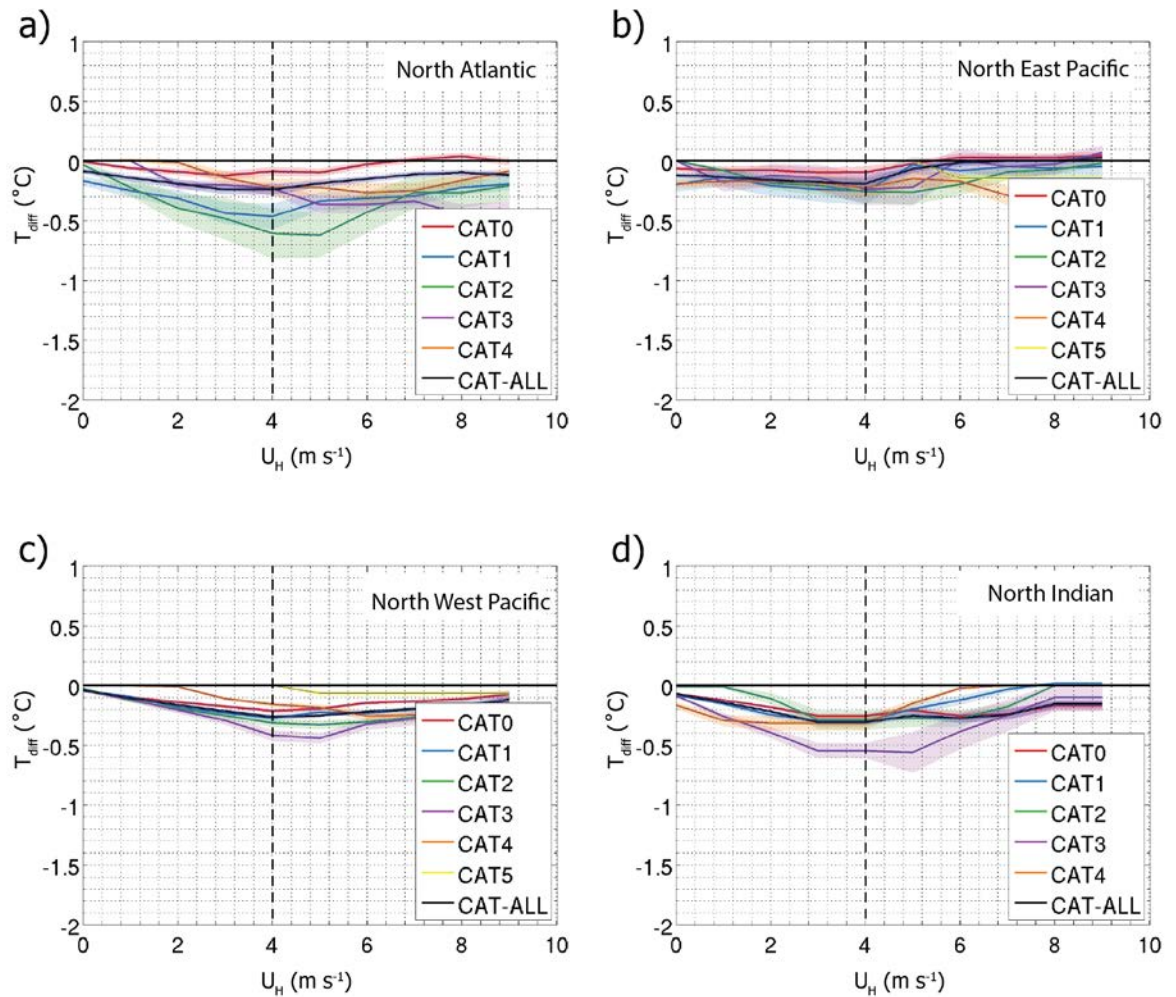 a)
North Atlantic
1
0.5
0
-0.5
-1
-1.5
-2
T_diff (°C)
0 2 4 6 8 10
U_H (m s⁻¹)
CAT0
CAT1
CAT2
CAT3
CAT4
CAT-ALL
b)
North East Pacific
1
0.5
0
-0.5
-1
-1.5
-2
T_diff (°C)
0 2 4 6 8 10
U_H (m s⁻¹)
CAT0
CAT1
CAT2
CAT3
CAT4
CAT5
CAT-ALL
c)
North West Pacific
1
0.5
0
-0.5
-1
-1.5
-2
T_diff (°C)
0 2 4 6 8 10
U_H (m s⁻¹)
CAT0
CAT1
CAT2
CAT3
CAT4
CAT5
CAT-ALL
d)
North Indian
1
0.5
0
-0.5
-1
-1.5
-2
T_diff (°C)
0 2 4 6 8 10
U_H (m s⁻¹)
CAT0
CAT1
CAT2
CAT3
CAT4
CAT-ALL